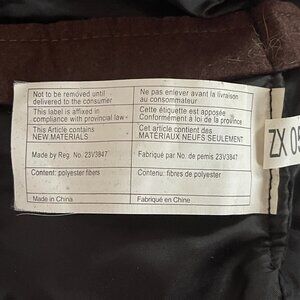 Not to be removed until
delivered to the consumer
This label is affixed in
compliance with provincial law
This Article contains
NEW MATERIALS
Made by Reg. No. 23V3847
Content: polyester fibers
Made in China
Ne pas enlever avant la livraison
au consommateur
Cette étiquette est apposée
Conformément à loi de la province
Cet article contient des
MATÉRIAUX NEUFS SEULEMENT
Fabriqué par No. de pemis 23V3847
Contenu: fibres de polyester
Fabriqué en Chine
ZX 05